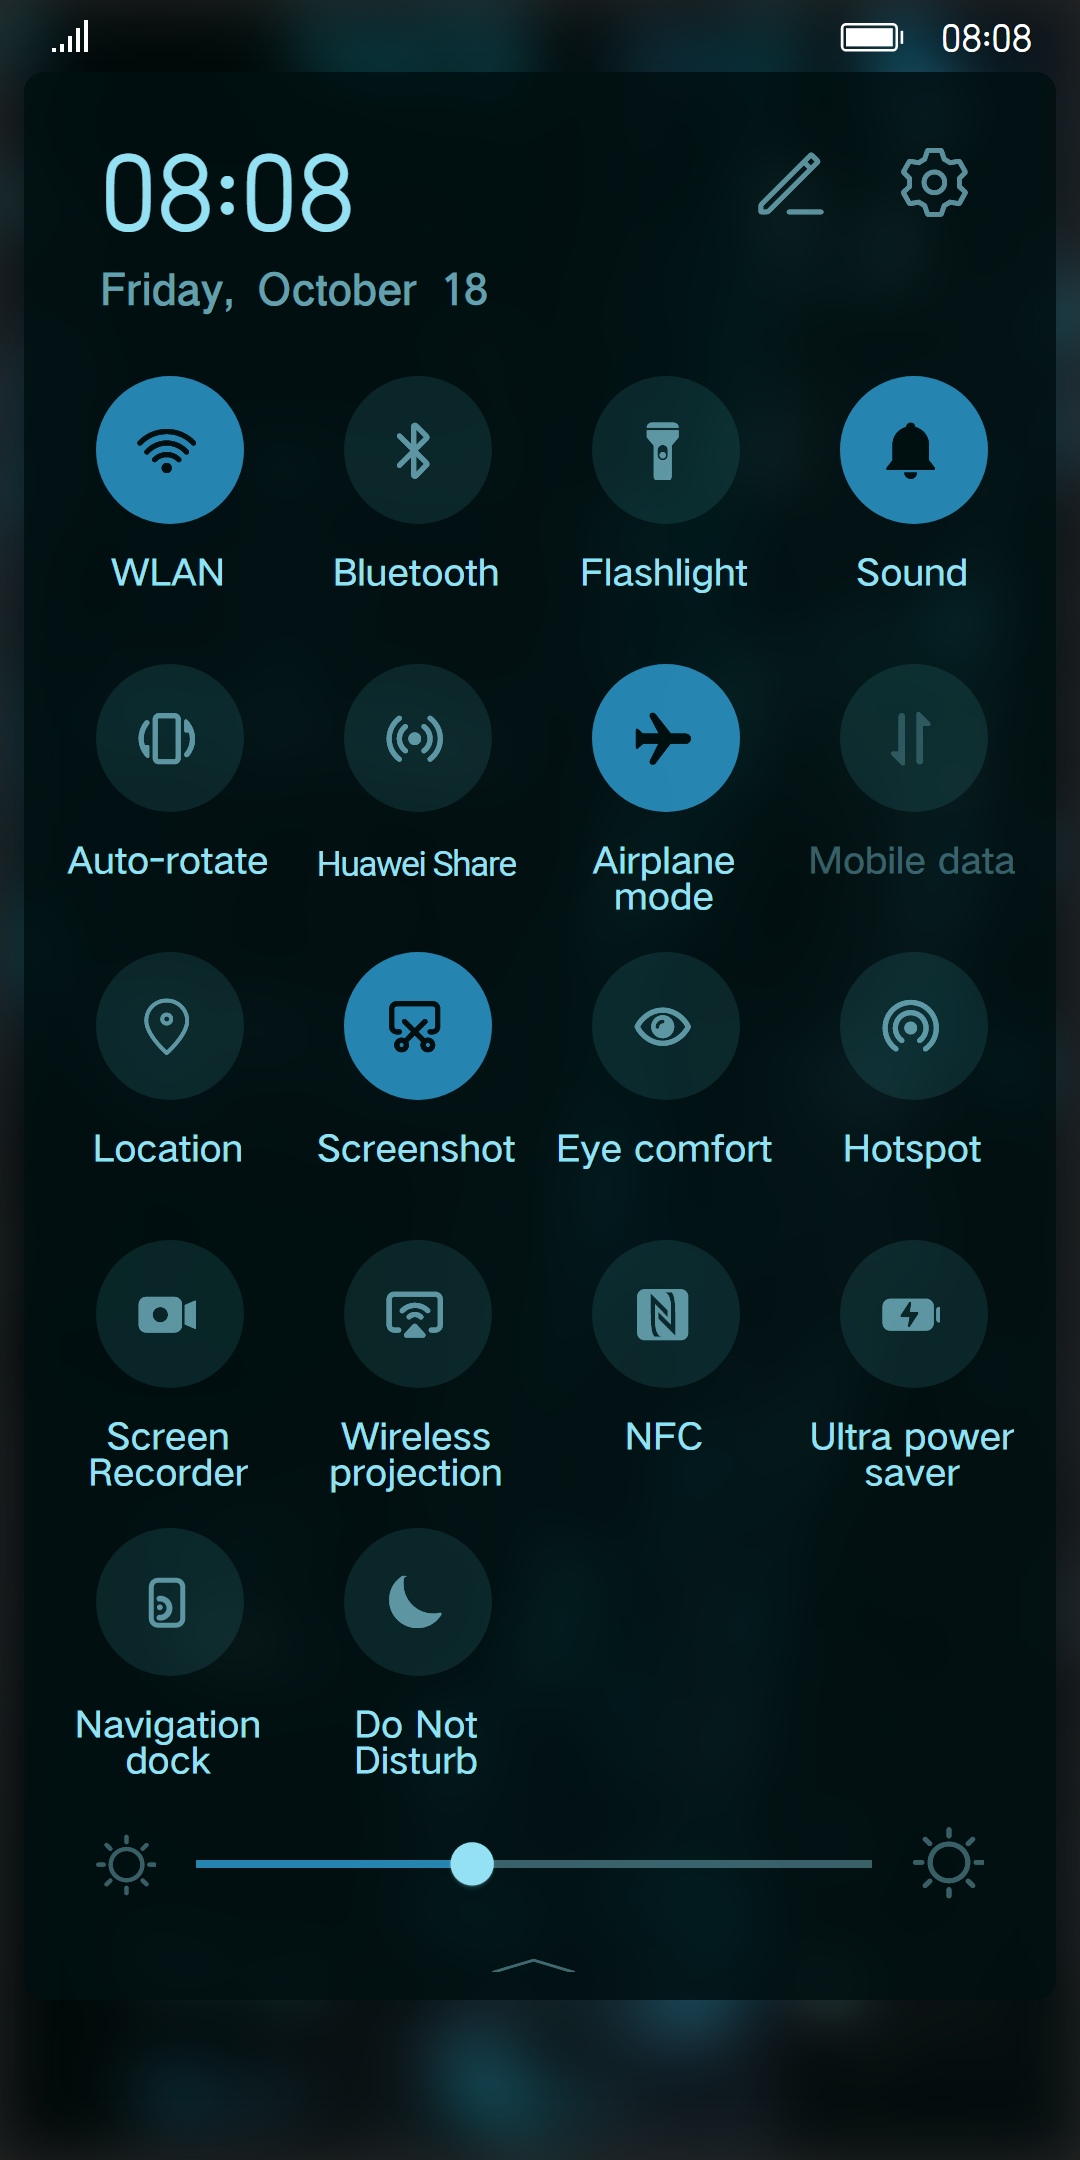 08:08
08:08
Friday, October 18
WLAN
Bluetooth
Flashlight
Sound
Auto-rotate
Huawei Share
Airplane
mode
Mobile data
Location
Screenshot
Eye comfort
Hotspot
Screen
Recorder
Wireless
projection
NFC
Ultra power
saver
Navigation
dock
Do Not
Disturb